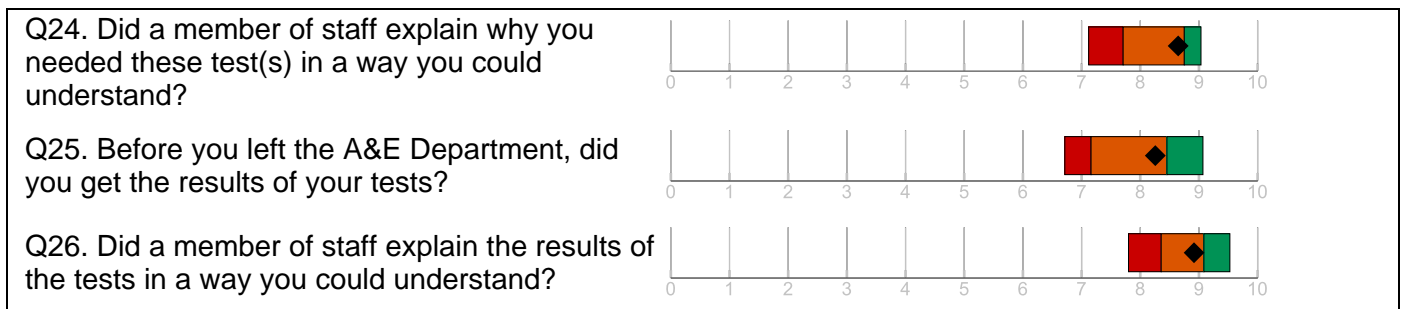 Q24. Did a member of staff explain why you
needed these test(s) in a way you could
understand?
0 1 2 3 4 5 6 7 8 9 10
Q25. Before you left the A&E Department, did
you get the results of your tests?
0 1 2 3 4 5 6 7 8 9 10
Q26. Did a member of staff explain the results of
the tests in a way you could understand?
0 1 2 3 4 5 6 7 8 9 10